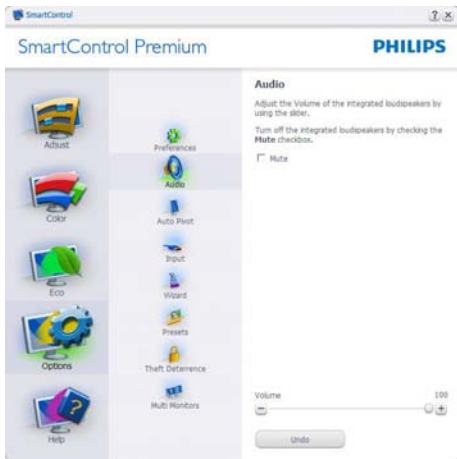 SmartControl
SmartControl Premium
PHILIPS
Adjust
Color
Eco
Options
Help
Preferences
Audio
Auto Pivot
Input
Wizard
Presets
Theft Deterrence
Multi Monitors
Audio
Adjust the Volume of the integrated loudspeakers by
using the slider.
Turn off the integrated loudspeakers by checking the
Mute checkbox.
Mute
Volume 100
Undo